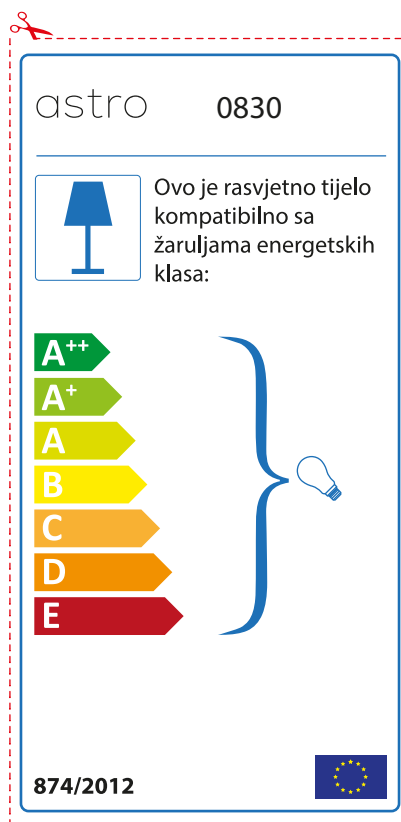 astro 0830
Ovo je rasvjetno tijelo
kompatibilno sa
žaruljama energetskih
klasa:
A++
A+
A
B
C
D
E
874/2012